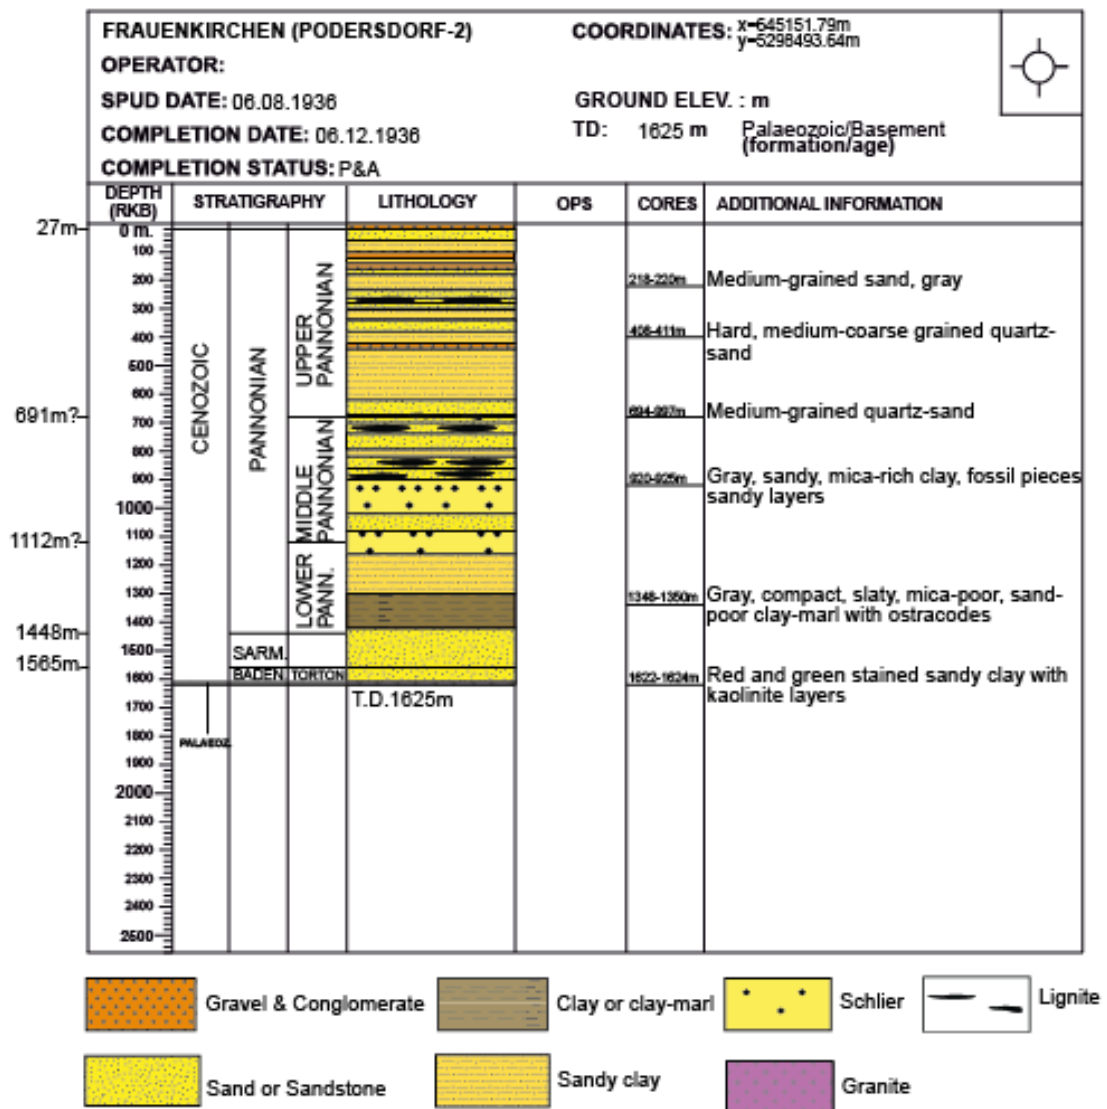 FRAUENKIRCHEN (PODERSDORF-2)
COORDINATES: x=645151.79m
y=5298493.64m
OPERATOR:
SPUD DATE: 06.08.1936
GROUND ELEV. : m
COMPLETION DATE: 06.12.1936
TD: 1625 m Palaeozoic/Basement
(formation/age)
COMPLETION STATUS: P&A
DEPTH
(RKB)
STRATIGRAPHY
LITHOLOGY
OPS
CORES
ADDITIONAL INFORMATION
27m
0 m.
100
200
300
400
500
600
691m?
700
800
900
1000
1100
1112m?
1200
1300
1400
1448m
1500
1565m
1600
1700
1800
1900
2000
2100
2200
2300
2400
2500
CENOZOIC
PALAEOZ.
PANNONIAN
SARM.
BADEN
UPPER
PANNONIAN
MIDDLE
PANNONIAN
LOWER
PANN.
TORTON
T.D.1625m
218-220m
Medium-grained sand, gray
408-411m
Hard, medium-coarse grained quartz-
sand
Medium-grained quartz-sand
920-925m
Gray, sandy, mica-rich clay, fossil pieces
sandy layers
1348-1350m
Gray, compact, slaty, mica-poor, sand-
poor clay-marl with ostracodes
1622-1624m
Red and green stained sandy clay with
kaolinite layers
Gravel & Conglomerate
Clay or clay-marl
Schlier
Lignite
Sand or Sandstone
Sandy clay
Granite